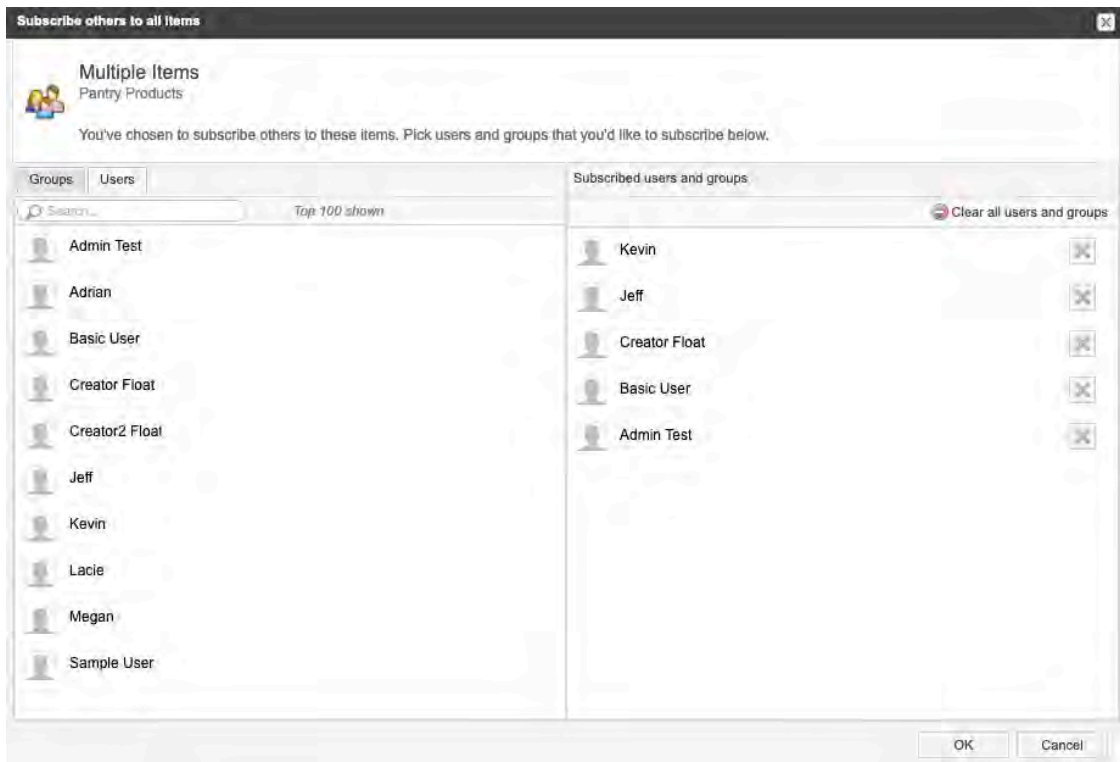 Subscribe others to all items
Multiple Items
Pantry Products
You've chosen to subscribe others to these items. Pick users and groups that you'd like to subscribe below.
Groups
Users
Search...
Top 100 shown
Admin Test
Adrian
Basic User
Creator Float
Creator2 Float
Jeff
Kevin
Lacie
Megan
Sample User
Subscribed users and groups
Clear all users and groups
Kevin
Jeff
Creator Float
Basic User
Admin Test
OK
Cancel